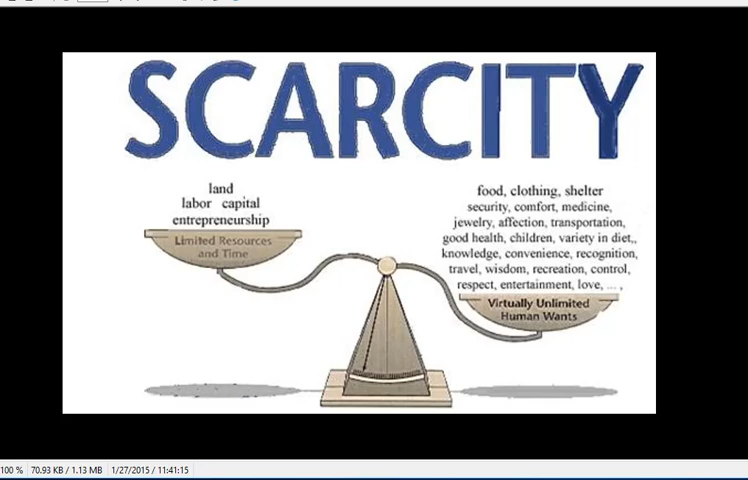 SCARCITY
land
labor capital
entrepreneurship
Limited Resources
and Time
food, clothing, shelter
security, comfort, medicine,
jewelry, affection, transportation,
good health, children, variety in diet,,
knowledge, convenience, recognition,
travel, wisdom, recreation, control,
respect, entertainment, love, ... ,
Virtually Unlimited
Human Wants
100 % 70.93 KB / 1.13 MB 1/27/2015 / 11:41:15